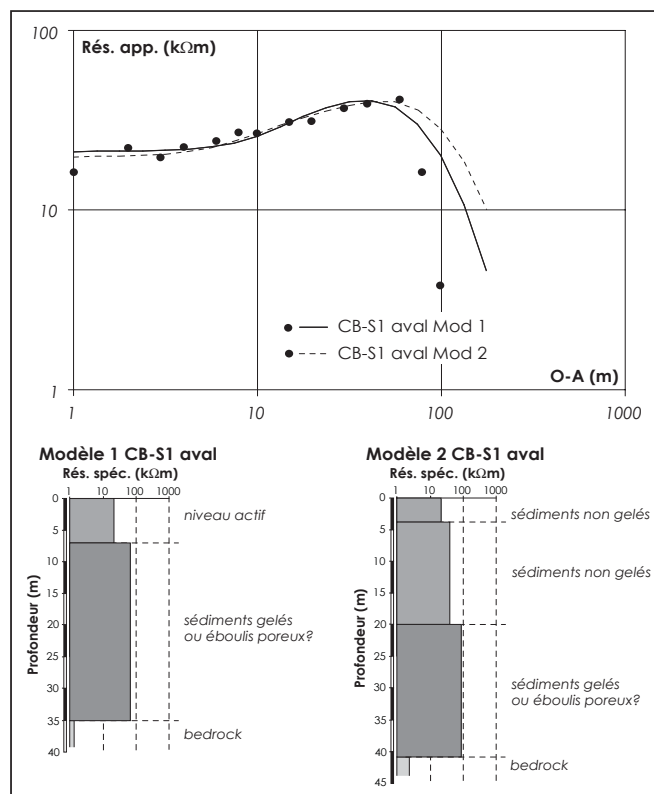 100
Rés. app. (kΩm)
10
CB-S1 aval Mod 1
CB-S1 aval Mod 2
O-A (m)
1
1 10 100 1000
Modèle 1 CB-S1 aval
Rés. spéc. (kΩm)
1 10 100 1000
0
5
10
15
20
25
30
35
40
Profondeur (m)
niveau actif
sédiments gelés
ou éboulis poreux?
bedrock
Modèle 2 CB-S1 aval
Rés. spéc. (kΩm)
1 10 100 1000
0
5
10
15
20
25
30
35
40
45
Profondeur (m)
sédiments non gelés
sédiments non gelés
sédiments gelés
ou éboulis poreux?
bedrock